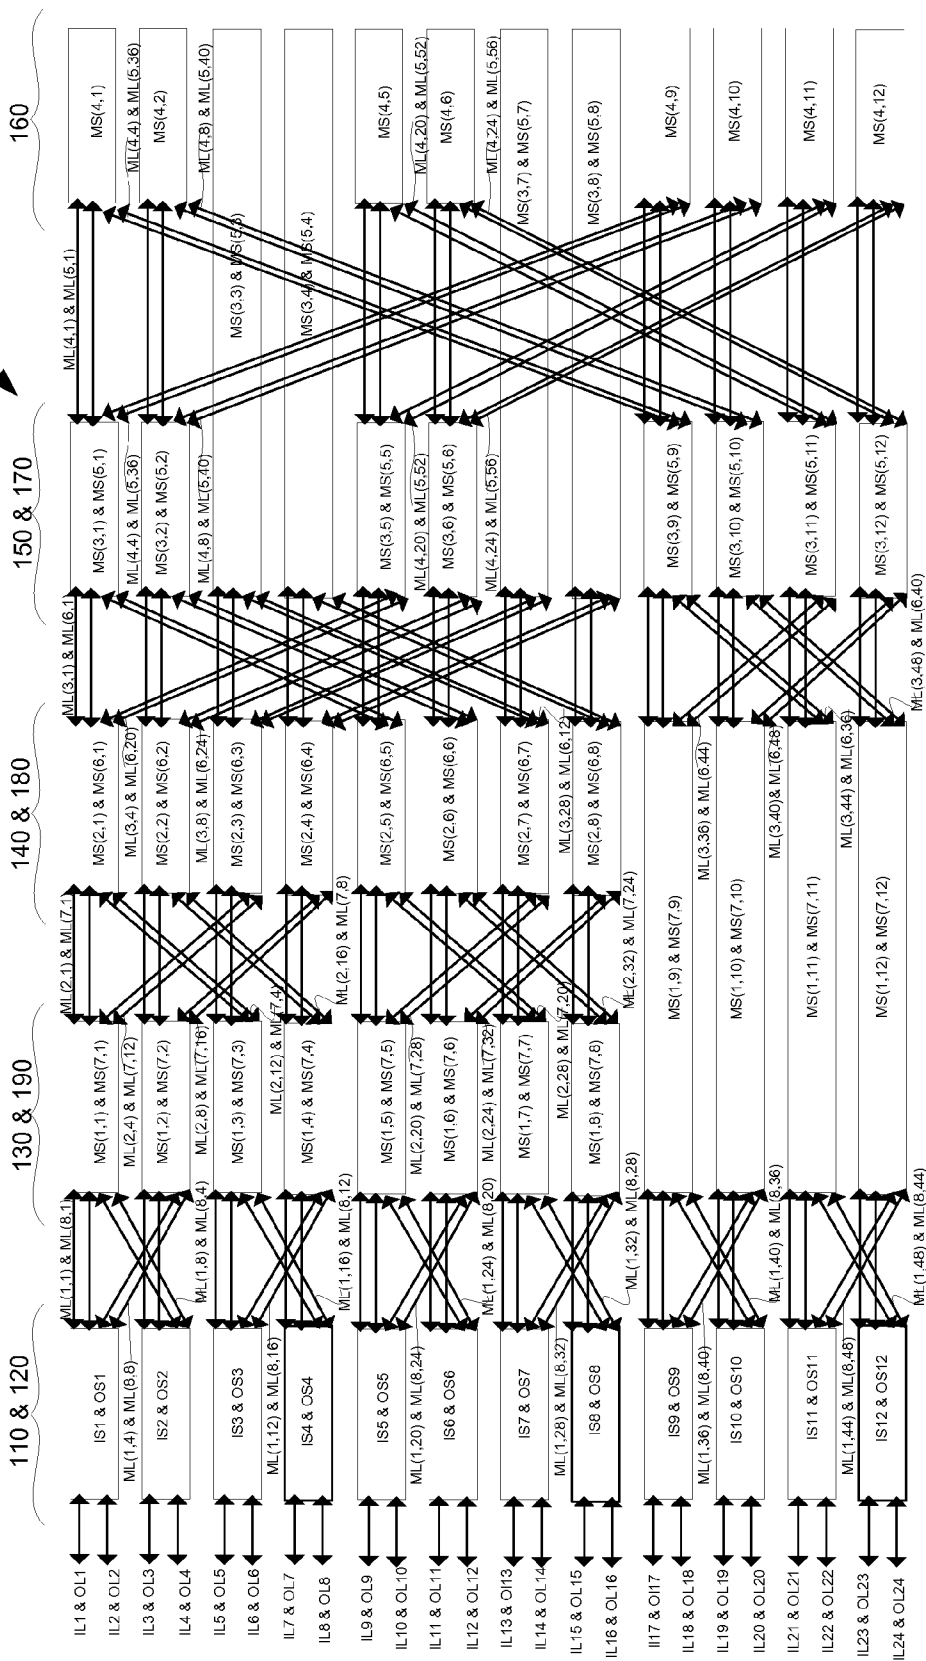 110 & 120
130 & 190
140 & 180
150 & 170
160
IL1 & OL1
IL2 & OL2
IL3 & OL3
IL4 & OL4
IL5 & OL5
IL6 & OL6
IL7 & OL7
IL8 & OL8
IL9 & OL9
IL10 & OL10
IL11 & OL11
IL12 & OL12
IL13 & Ol13
IL14 & OL14
IL15 & OL15
IL16 & OL16
Il17 & Ol17
IL18 & OL18
IL19 & OL19
IL20 & OL20
IL21 & OL21
IL22 & OL22
IL23 & OL23
IL24 & OL24
IS1 & OS1
ML(1,4) & ML(8,8)
IS2 & OS2
IS3 & OS3
ML(1,12) & ML(8,16)
IS4 & OS4
IS5 & OS5
ML(1,20) & ML(8,24)
IS6 & OS6
IS7 & OS7
ML(1,28) & ML(8,32)
IS8 & OS8
IS9 & OS9
ML(1,36) & ML(8,40)
IS10 & OS10
IS11 & OS11
ML(1,44) & ML(8,48)
IS12 & OS12
ML(1,1) & ML(8,1)
ML(1,8) & ML(8,4)
ML(1,16) & ML(8,12)
ML(1,24) & ML(8,20)
ML(1,32) & ML(8,28)
ML(1,40) & ML(8,36)
ML(1,48) & ML(8,44)
MS(1,1) & MS(7,1)
ML(2,4) & ML(7,12)
MS(1,2) & MS(7,2)
ML(2,8) & ML(7,16)
MS(1,3) & MS(7,3)
ML(2,12) & ML(7,4)
MS(1,4) & MS(7,4)
ML(2,16) & ML(7,8)
MS(1,5) & MS(7,5)
ML(2,20) & ML(7,28)
MS(1,6) & MS(7,6)
ML(2,24) & ML(7,32)
MS(1,7) & MS(7,7)
ML(2,28) & ML(7,20)
MS(1,8) & MS(7,8)
ML(2,32) & ML(7,24)
MS(1,9) & MS(7,9)
MS(1,10) & MS(7,10)
MS(1,11) & MS(7,11)
MS(1,12) & MS(7,12)
ML(2,1) & ML(7,1)
MS(2,1) & MS(6,1)
ML(3,4) & ML(6,20)
MS(2,2) & MS(6,2)
ML(3,8) & ML(6,24)
MS(2,3) & MS(6,3)
MS(2,4) & MS(6,4)
MS(2,5) & MS(6,5)
MS(2,6) & MS(6,6)
MS(2,7) & MS(6,7)
ML(3,28) & ML(6,12)
MS(2,8) & MS(6,8)
ML(3,36) & ML(6,44)
ML(3,40) & ML(6,48)
ML(3,44) & ML(6,36)
ML(3,48) & ML(6,40)
ML(3,1) & ML(6,1)
MS(3,1) & MS(5,1)
ML(4,4) & ML(5,36)
MS(3,2) & MS(5,2)
ML(4,8) & ML(5,40)
MS(3,3) & MS(5,3)
MS(3,4) & MS(5,4)
MS(3,5) & MS(5,5)
ML(4,20) & ML(5,52)
MS(3,6) & MS(5,6)
ML(4,24) & ML(5,56)
MS(3,7) & MS(5,7)
MS(3,8) & MS(5,8)
MS(3,9) & MS(5,9)
MS(3,10) & MS(5,10)
MS(3,11) & MS(5,11)
MS(3,12) & MS(5,12)
ML(4,1) & ML(5,1)
MS(4,1)
ML(4,4) & ML(5,36)
MS(4,2)
ML(4,8) & ML(5,40)
MS(4,5)
ML(4,20) & ML(5,52)
MS(4,6)
ML(4,24) & ML(5,56)
MS(4,9)
MS(4,10)
MS(4,11)
MS(4,12)